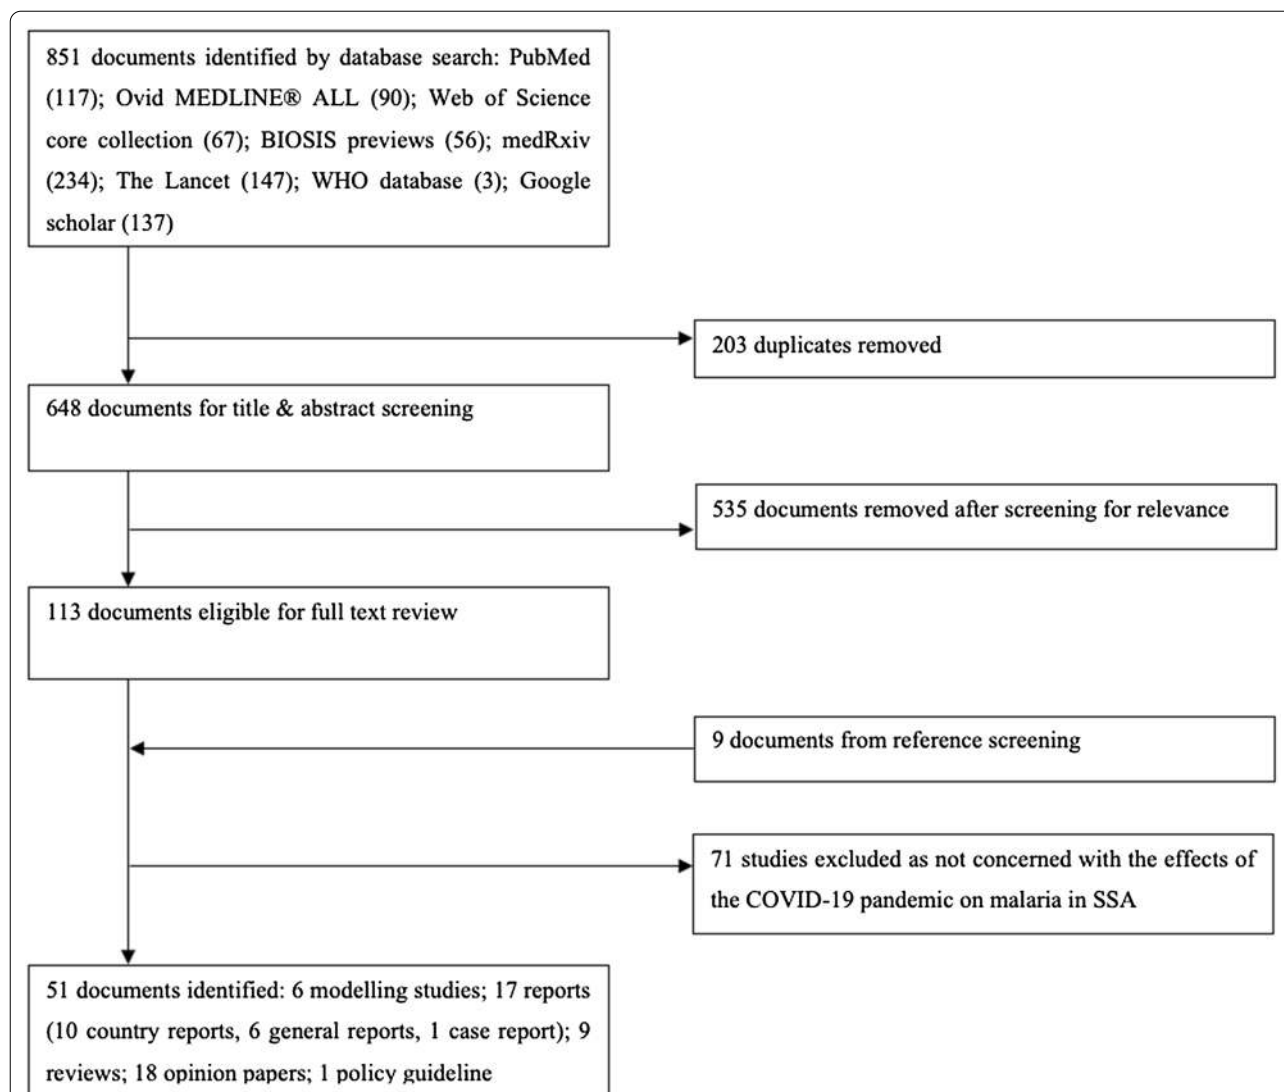 851 documents identified by database search: PubMed
(117); Ovid MEDLINE® ALL (90); Web of Science
core collection (67); BIOSIS previews (56); medRxiv
(234); The Lancet (147); WHO database (3); Google
scholar (137)
203 duplicates removed
648 documents for title & abstract screening
535 documents removed after screening for relevance
113 documents eligible for full text review
9 documents from reference screening
71 studies excluded as not concerned with the effects of
the COVID-19 pandemic on malaria in SSA
51 documents identified: 6 modelling studies; 17 reports
(10 country reports, 6 general reports, 1 case report); 9
reviews; 18 opinion papers; 1 policy guideline